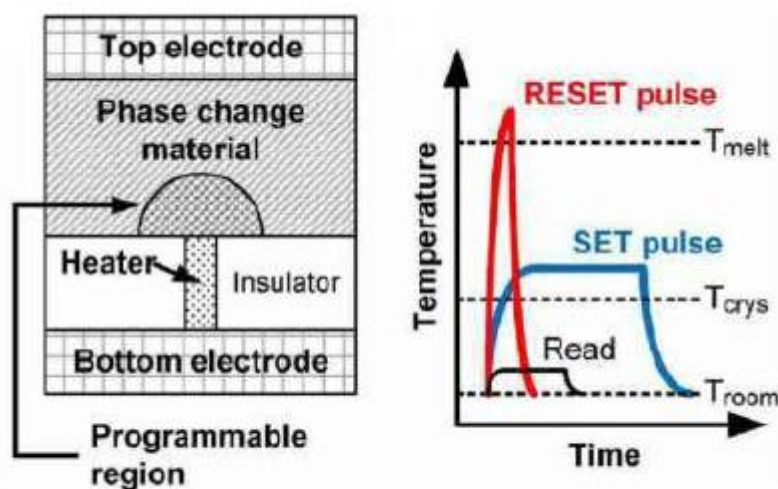 Top electrode
Phase change
material
Heater
Insulator
Bottom electrode
Programmable
region
Temperature
RESET pulse
Tmelt
SET pulse
Tcrys
Read
Troom
Time